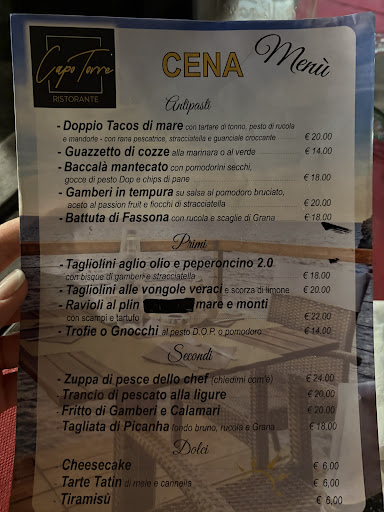 Capo Torre
RISTORANTE
CENA Menù
Antipasti
- Doppio Tacos di mare con tartare di tonno, pesto di rucola
e mandorle - con rana pescatrice, stracciatella e guanciale croccante € 20.00
- Guazzetto di cozze alla marinara o al verde € 14,00
- Baccalà mantecato con pomodorini secchi,
gocce di pesto Dop e chips di pane € 18.00
- Gamberi in tempura su salsa al pomodoro bruciato,
aceto al passion fruit e fiocchi di stracciatella € 20.00
- Battuta di Fassona con rucola e scaglie di Grana € 18.00
Primi
- Tagliolini aglio olio e peperoncino 2.0
con bisque di gamberi e stracciatella € 18.00
- Tagliolini alle vongole veraci e scorza di limone € 20.00
- Ravioli al plin mare e monti
con scampi e tartufo € 22.00
- Trofie o Gnocchi al pesto D.O.P. o pomodoro € 14,00
Secondi
- Zuppa di pesce dello chef (chiedimi com'è) € 24.00
- Trancio di pescato alla ligure € 20.00
- Fritto di Gamberi e Calamari € 20.00
- Tagliata di Picanha fondo bruno, rucola e Grana € 18.00
Dolci
- Cheesecake € 6,00
- Tarte Tatin di mele e cannella € 6,00
- Tiramisù € 6,00